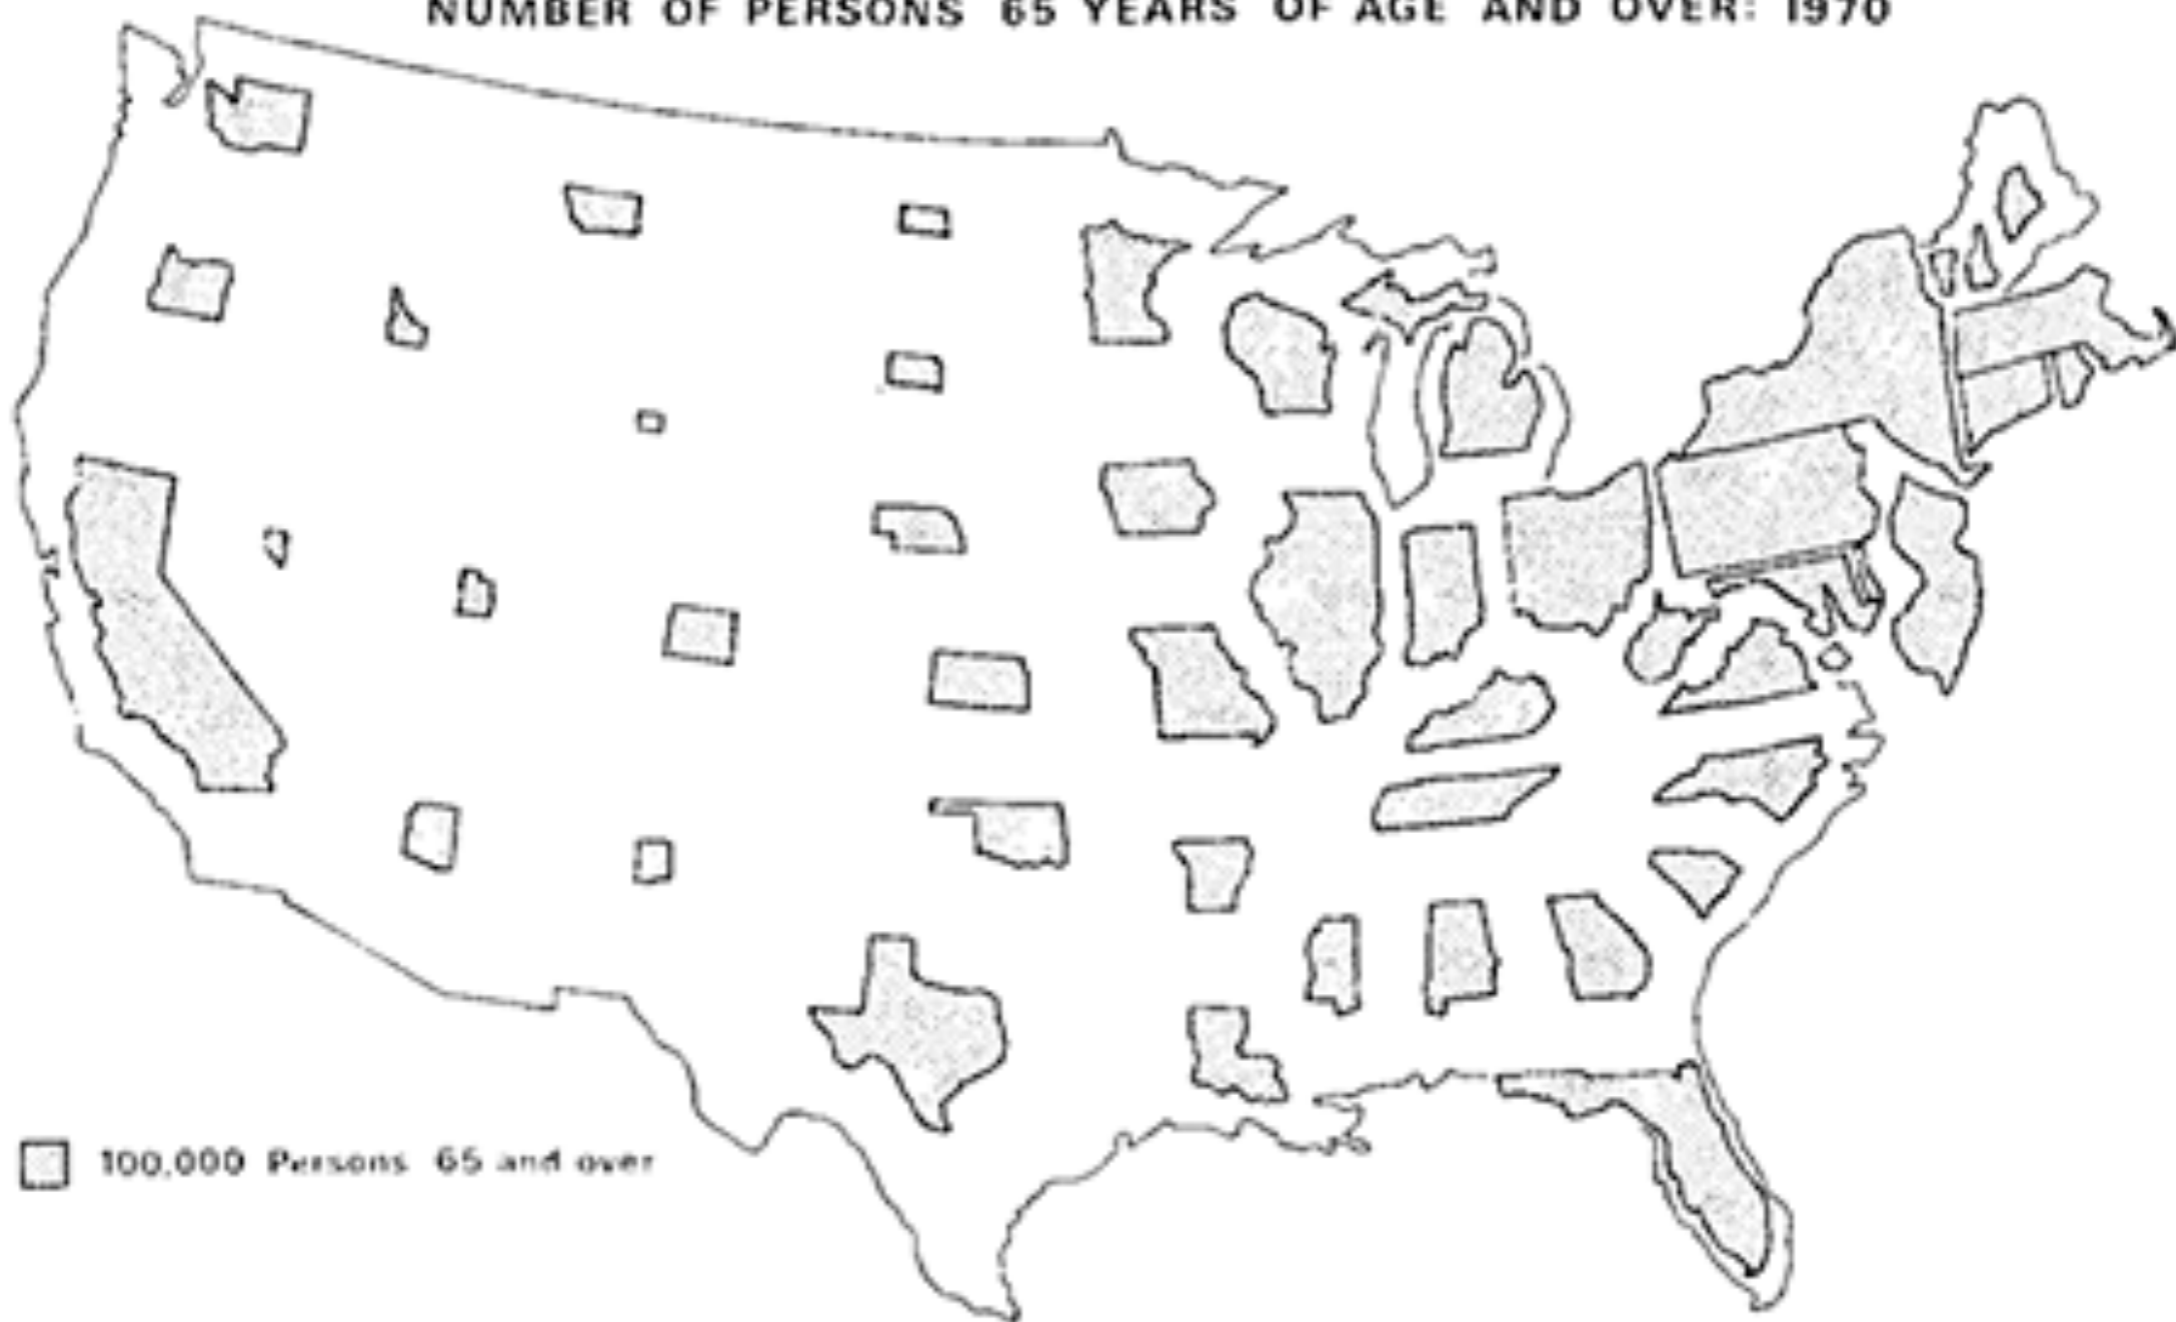 NUMBER OF PERSONS 65 YEARS OF AGE AND OVER: 1970
100,000 Persons 65 and over